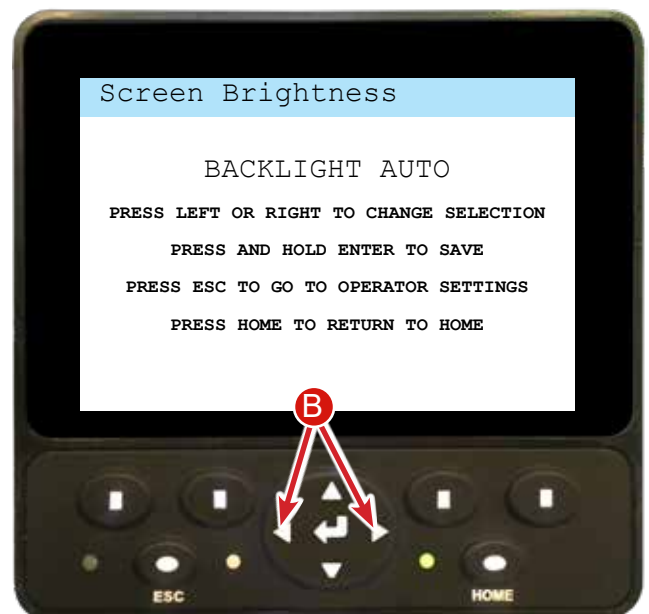 Screen Brightness
BACKLIGHT AUTO
PRESS LEFT OR RIGHT TO CHANGE SELECTION
PRESS AND HOLD ENTER TO SAVE
PRESS ESC TO GO TO OPERATOR SETTINGS
PRESS HOME TO RETURN TO HOME
B
ESC
HOME